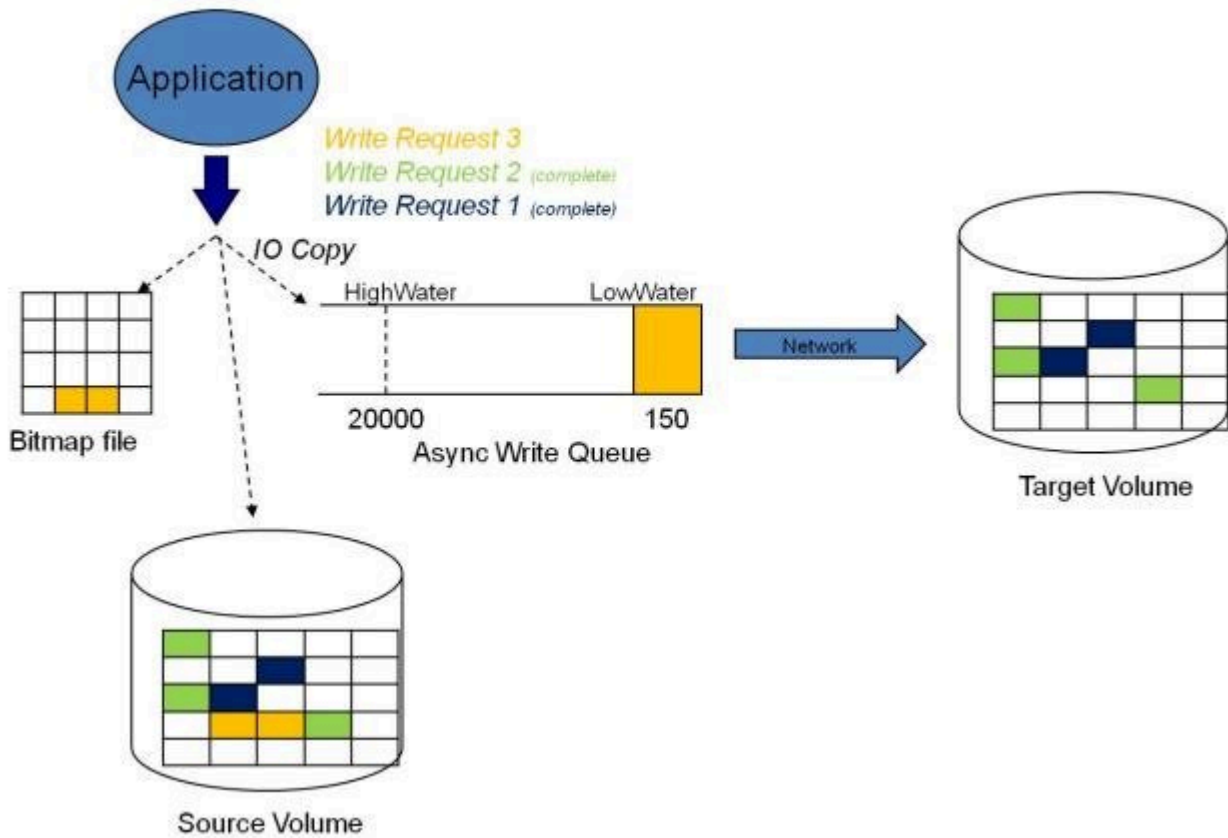 Application
Write Request 3
Write Request 2 (complete)
Write Request 1 (complete)
IO Copy
HighWater
LowWater
Network
20000
150
Async Write Queue
Bitmap file
Target Volume
Source Volume